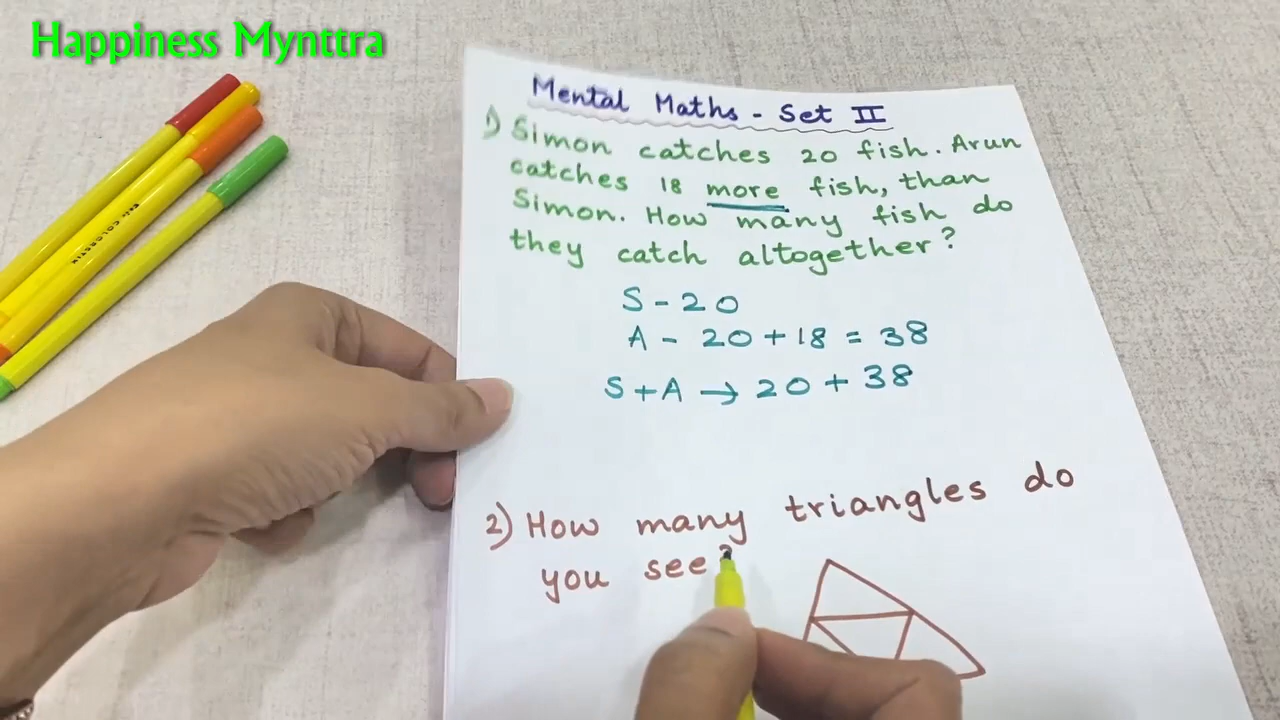 Happiness Mynttra
Mental Maths - Set II
1) Simon catches 20 fish. Arun
catches 18 more fish, than
Simon. How many fish do
they catch altogether?
S - 20
A - 20 + 18 = 38
S + A → 20 + 38
2) How many triangles do
you see?